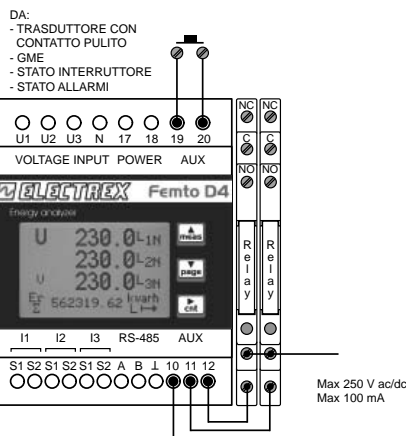 DA:
- TRASDUTTORE CON
CONTATTO PULITO
- GME
- STATO INTERRUTTORE
- STATO ALLARMI
NC NC
U1 U2 U3 N 17 18 19 20
C C
VOLTAGE INPUT POWER AUX
NO NO
ELECTREX Femto D4
Energy analyzer
U 230.0 L1N
meas
230.0 L2N
page
U 230.0 L3N
Σ 562319.62 kvarh
L
cnt
Relay Relay
I1 I2 I3 RS-485 AUX
S1 S2 S1 S2 S1 S2 A B ⊥ 10 11 12
Max 250 V ac/dc
Max 100 mA